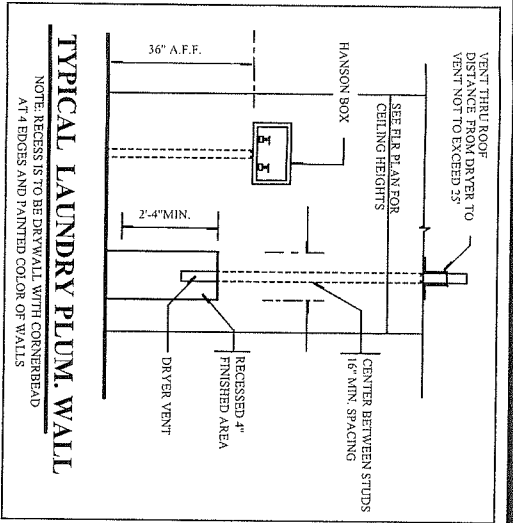 VENT THRU ROOF
DISTANCE FROM DRYER TO
VENT NOT TO EXCEED 25'
SEE FLR PLAN FOR
CEILING HEIGHTS
HANSON BOX
36" A.F.F.
CENTER BETWEEN STUDS
16" MIN. SPACING
2'-4"MIN.
RECESSED 4"
FINISHED AREA
DRYER VENT
TYPICAL LAUNDRY PLUM. WALL
NOTE: RECESS IS TO BE DRYWALL WITH CORNERBEAD
AT 4 EDGES AND PAINTED COLOR OF WALLS